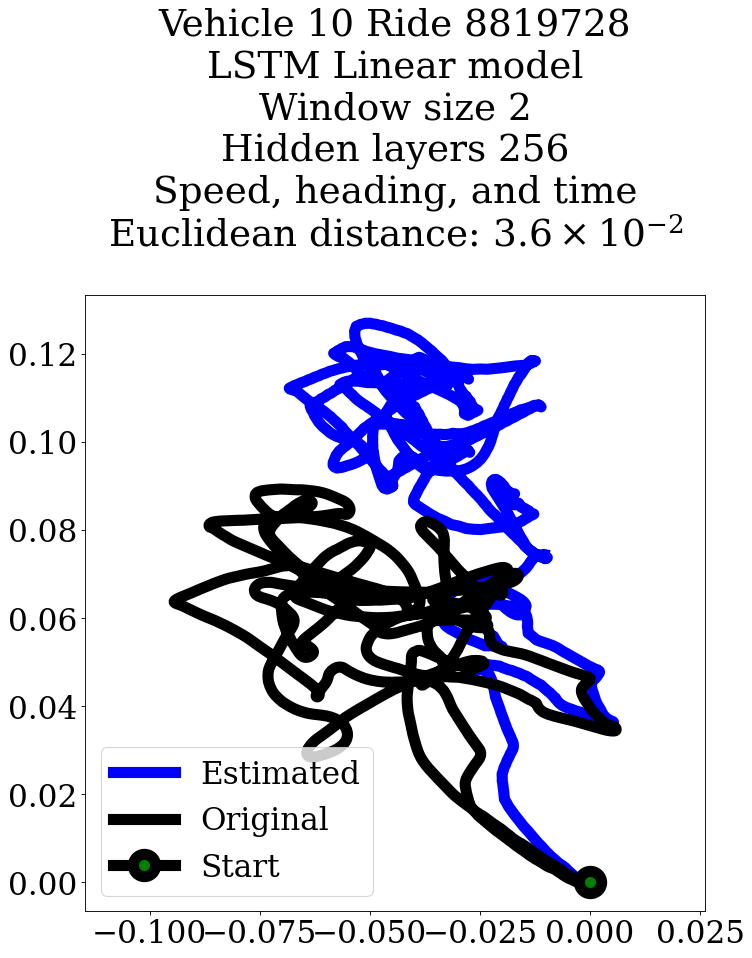 Vehicle 10 Ride 8819728
LSTM Linear model
Window size 2
Hidden layers 256
Speed, heading, and time
Euclidean distance: 3.6 × 10⁻²
0.12
0.10
0.08
0.06
0.04
0.02
0.00
Estimated
Original
Start
−0.100 −0.075 −0.050 −0.025 0.000 0.025